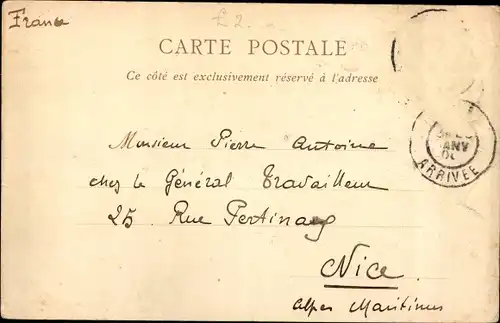 France
£2
CARTE POSTALE
Ce côté est exclusivement réservé à l'adresse
Monsieur Pierre Antoine
chez le Général Travailleur
25 Rue Pertinax
Nice
Alpes Maritimes
JANV
ARRIVÉE